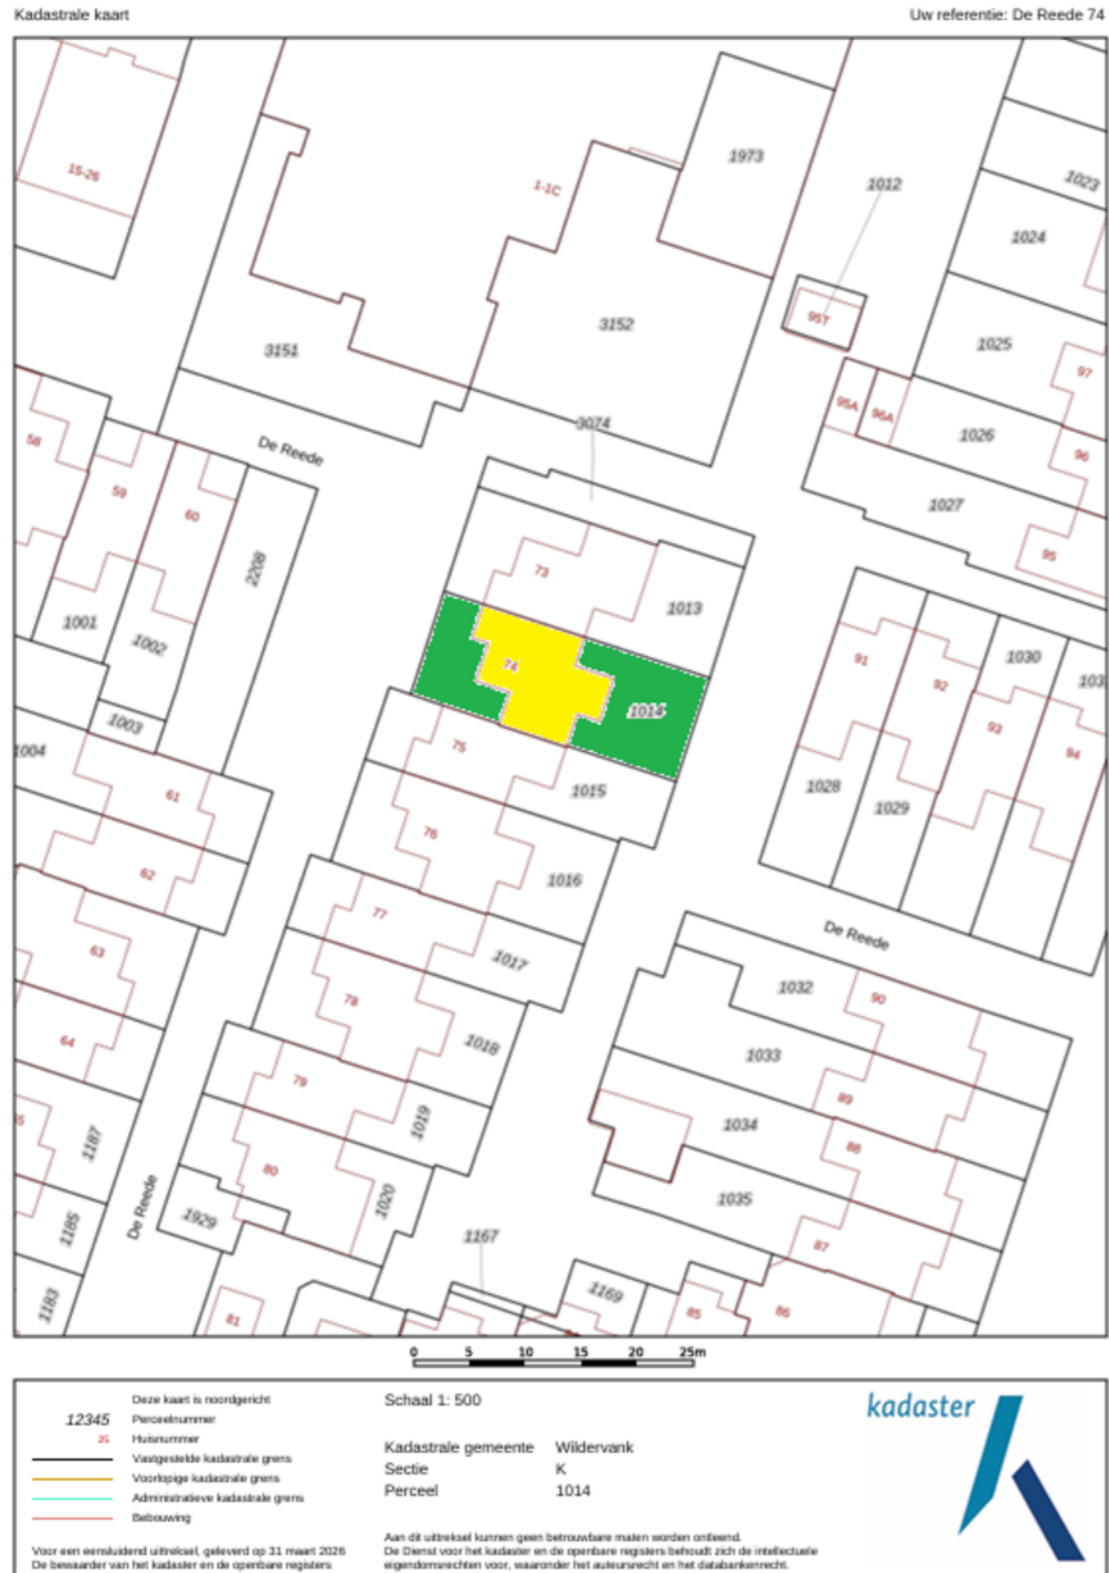 Kadastrale kaart
Uw referentie: De Reede 74
15-26
1-1C
1973
1012
1023
1024
95T
3152
3151
1025
97
95A
96A
3074
1026
96
58
De Reede
59
60
1027
95
2208
73
1013
1001
1002
91
1030
92
74
1014
103
1003
93
94
1004
75
1015
61
1028
1029
76
62
1016
77
De Reede
63
1017
1032
90
78
64
1018
1033
79
89
1019
1034
88
1187
80
1020
1035
De Reede
1929
1185
1167
87
1169
1183
81
85
86
0 5 10 15 20 25m
Deze kaart is noordgericht
12345 Perceelnummer
25 Huisnummer
Vastgestelde kadastrale grens
Voorlopige kadastrale grens
Administratieve kadastrale grens
Bebouwing
Voor een eensluidend uittreksel, geleverd op 31 maart 2026
De bewaarder van het kadaster en de openbare registers
Schaal 1: 500
Kadastrale gemeente Wildervank
Sectie K
Perceel 1014
Aan dit uittreksel kunnen geen betrouwbare maten worden ontleend.
De Dienst voor het kadaster en de openbare registers behoudt zich de intellectuele
eigendomsrechten voor, waaronder het auteursrecht en het databankenrecht.
kadaster